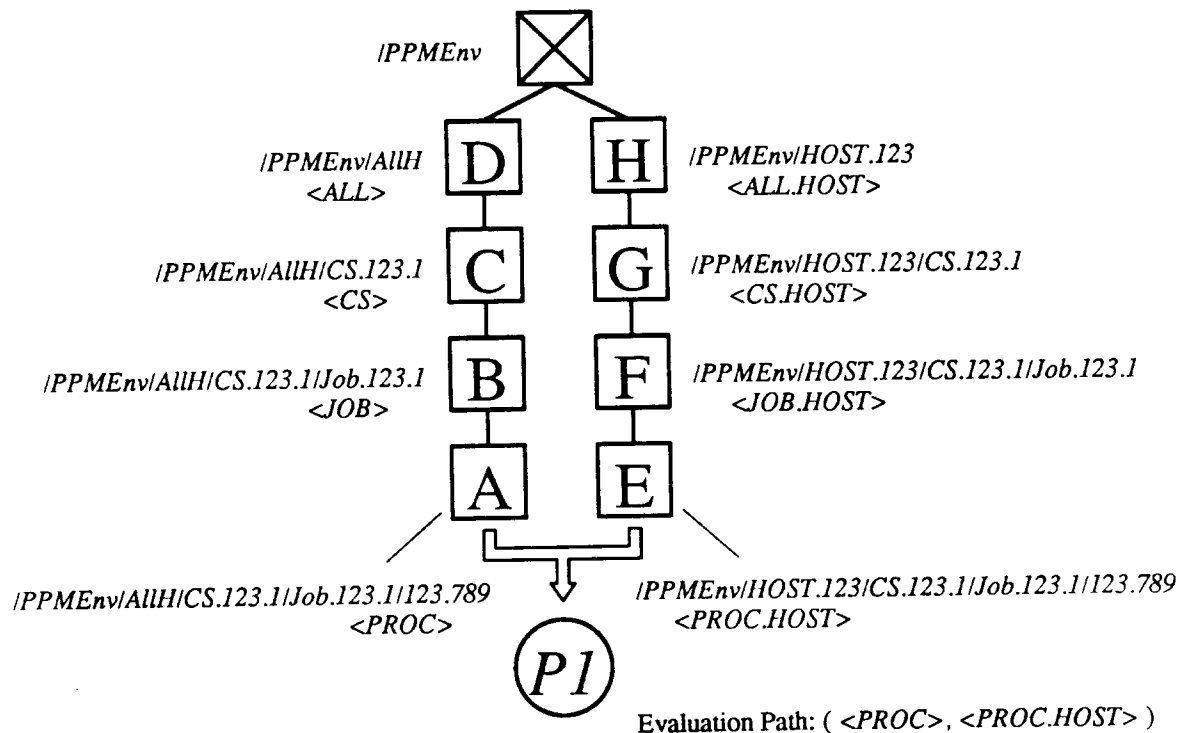 /PPMEnv
D
H
/PPMEnv/AllH
<ALL>
/PPMEnv/HOST.123
<ALL.HOST>
C
G
/PPMEnv/AllH/CS.123.1
<CS>
/PPMEnv/HOST.123/CS.123.1
<CS.HOST>
B
F
/PPMEnv/AllH/CS.123.1/Job.123.1
<JOB>
/PPMEnv/HOST.123/CS.123.1/Job.123.1
<JOB.HOST>
A
E
/PPMEnv/AllH/CS.123.1/Job.123.1/123.789
<PROC>
/PPMEnv/HOST.123/CS.123.1/Job.123.1/123.789
<PROC.HOST>
P1
Evaluation Path: ( <PROC>, <PROC.HOST> )